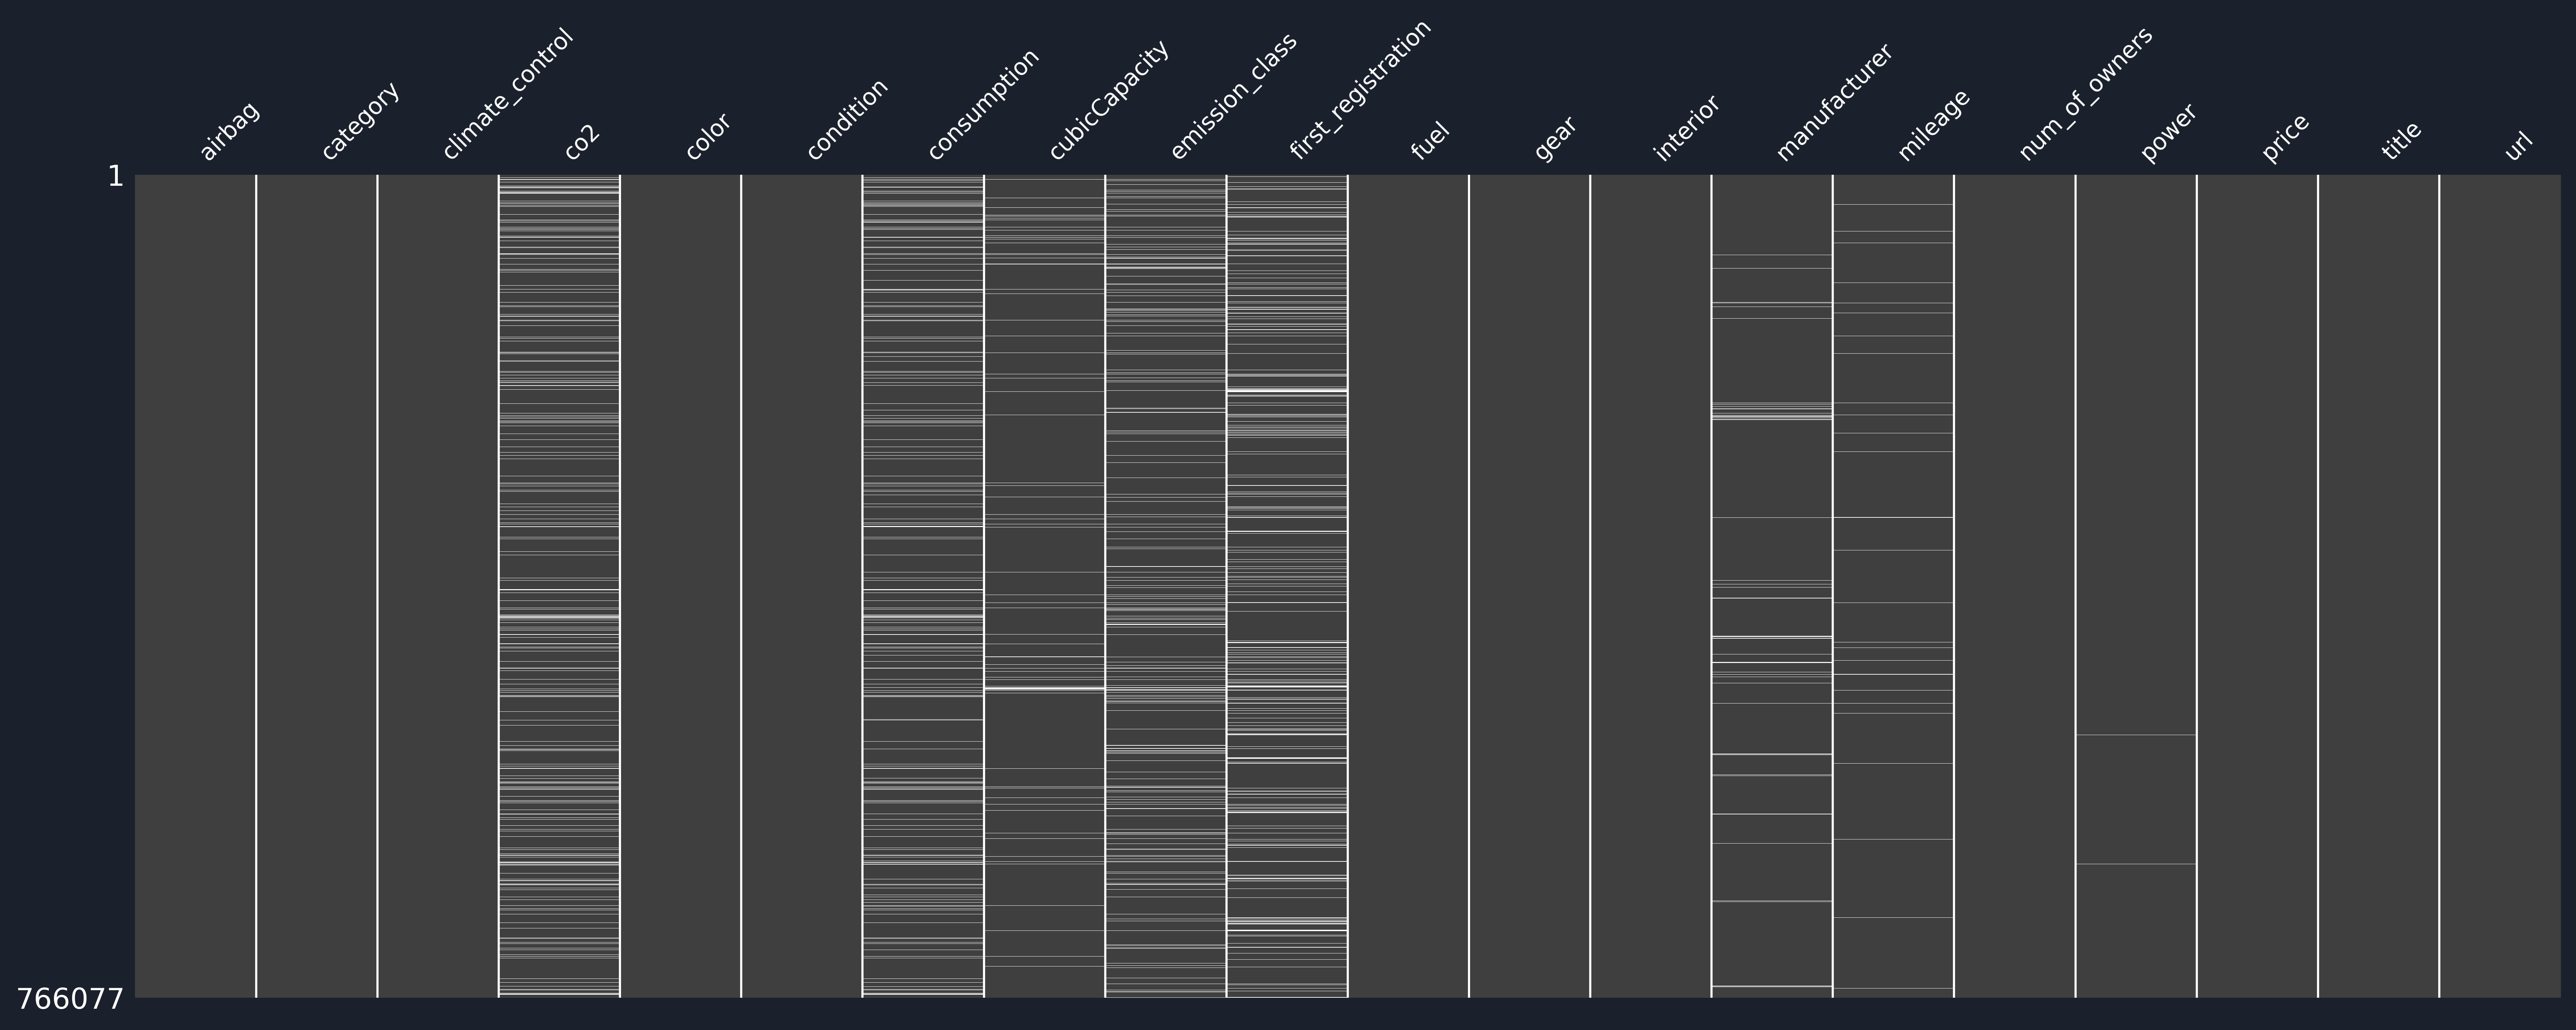 airbag
category
climate_control
co2
color
condition
consumption
cubicCapacity
emission_class
first_registration
fuel
gear
interior
manufacturer
mileage
num_of_owners
power
price
title
url
1
766077